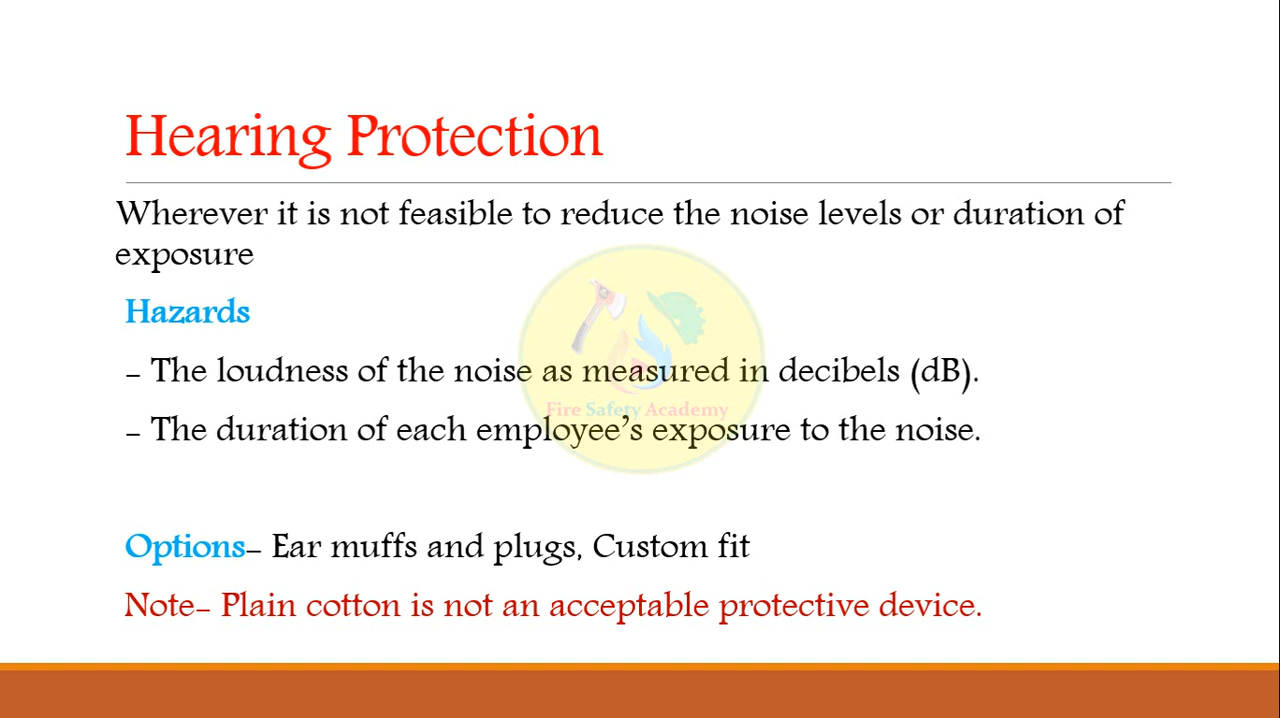 Hearing Protection
Wherever it is not feasible to reduce the noise levels or duration of
exposure
Hazards
- The loudness of the noise as measured in decibels (dB).
Fire Safety Academy
- The duration of each employee's exposure to the noise.
Options- Ear muffs and plugs, Custom fit
Note- Plain cotton is not an acceptable protective device.